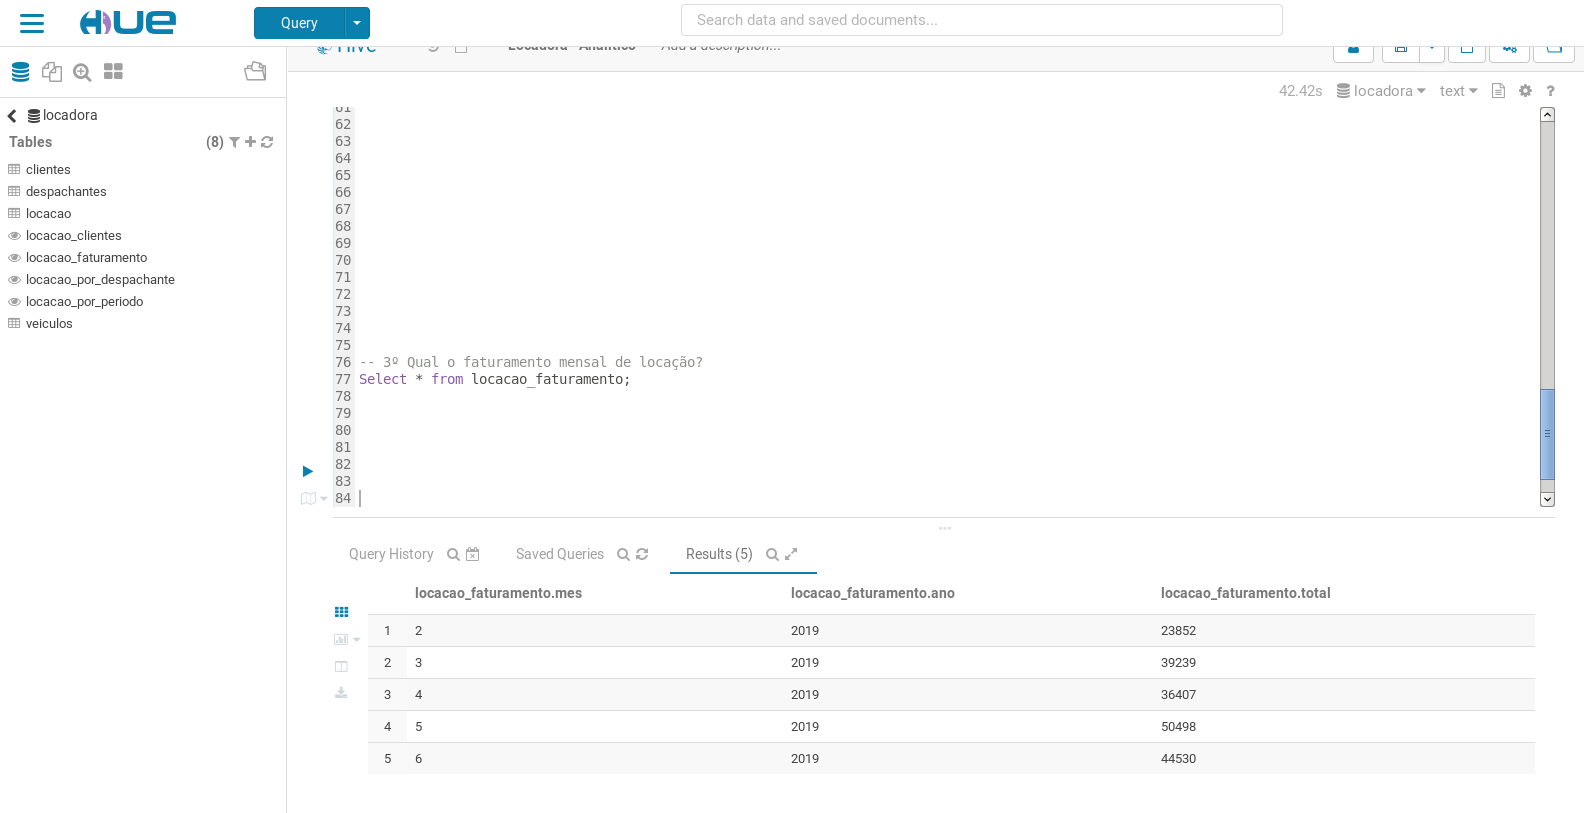 HUE
Query
Search data and saved documents...
Hive
Locadora - Analitics
Add a description...
42.42s
locadora
text
?
locadora
Tables
(8)
clientes
despachantes
locacao
locacao_clientes
locacao_faturamento
locacao_por_despachante
locacao_por_periodo
veiculos
61
62
63
64
65
66
67
68
69
70
71
72
73
74
75
76 -- 3º Qual o faturamento mensal de locação?
77 Select * from locacao_faturamento;
78
79
80
81
82
83
84
Query History
Saved Queries
Results (5)
locacao_faturamento.mes locacao_faturamento.ano locacao_faturamento.total
1 2 2019 23852
2 3 2019 39239
3 4 2019 36407
4 5 2019 50498
5 6 2019 44530